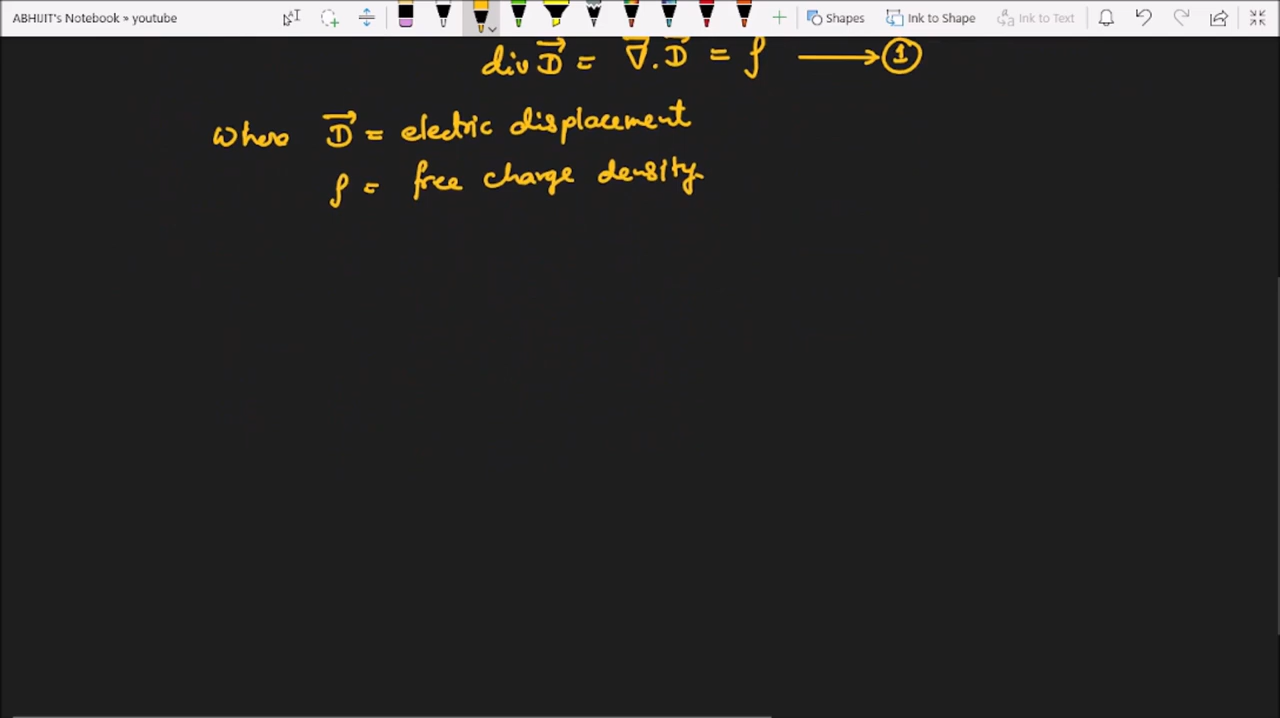 ABHIJIT's Notebook » youtube
Shapes
Ink to Shape
Ink to Text
div D⃗ = ∇⃗ . D⃗ = ρ ⟶ ①
where D⃗ = electric displacement
ρ = free charge density